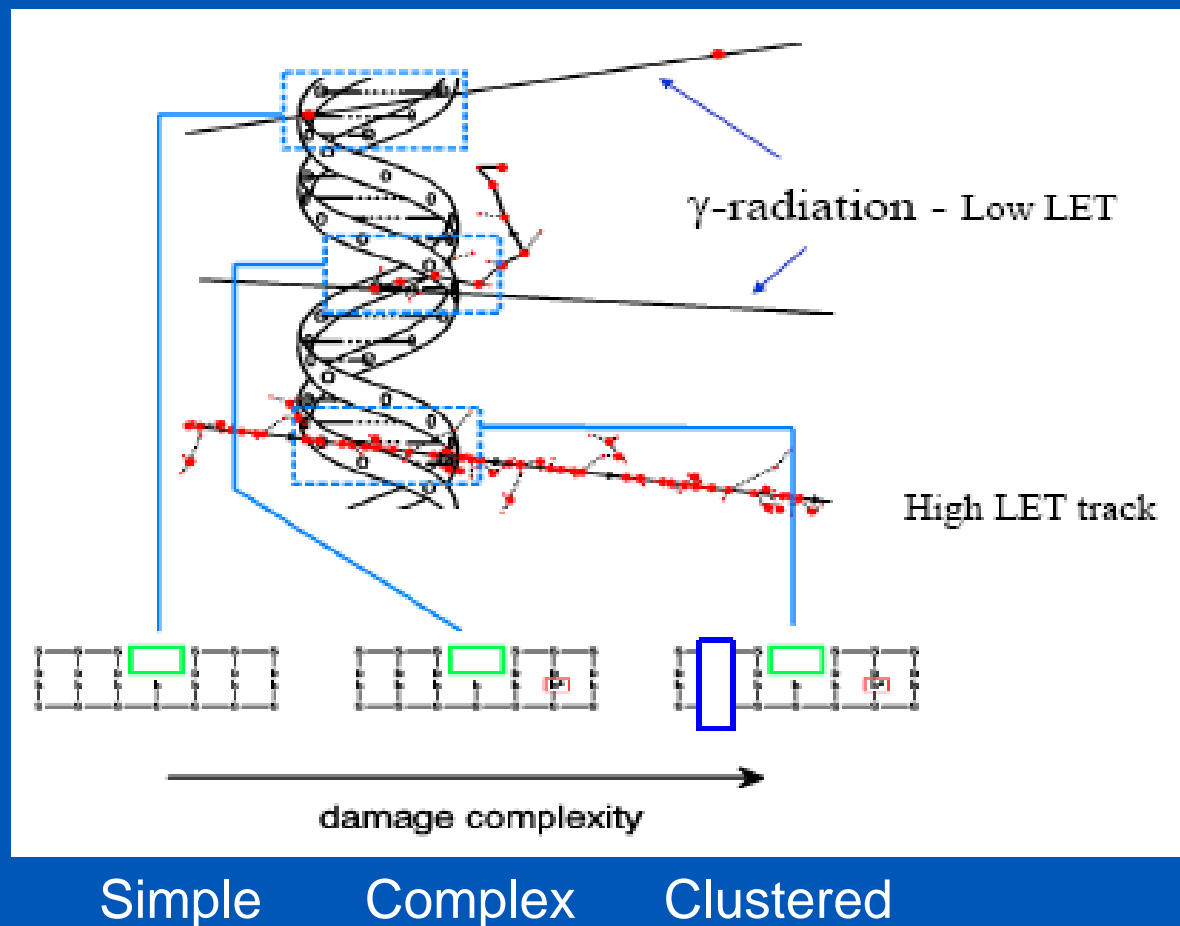 γ-radiation - Low LET
High LET track
damage complexity
Simple Complex Clustered